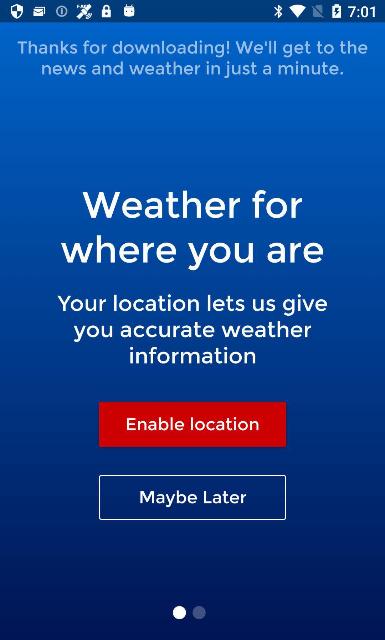 7:01
Thanks for downloading! We'll get to the
news and weather in just a minute.
Weather for
where you are
Your location lets us give
you accurate weather
information
Enable location
Maybe Later